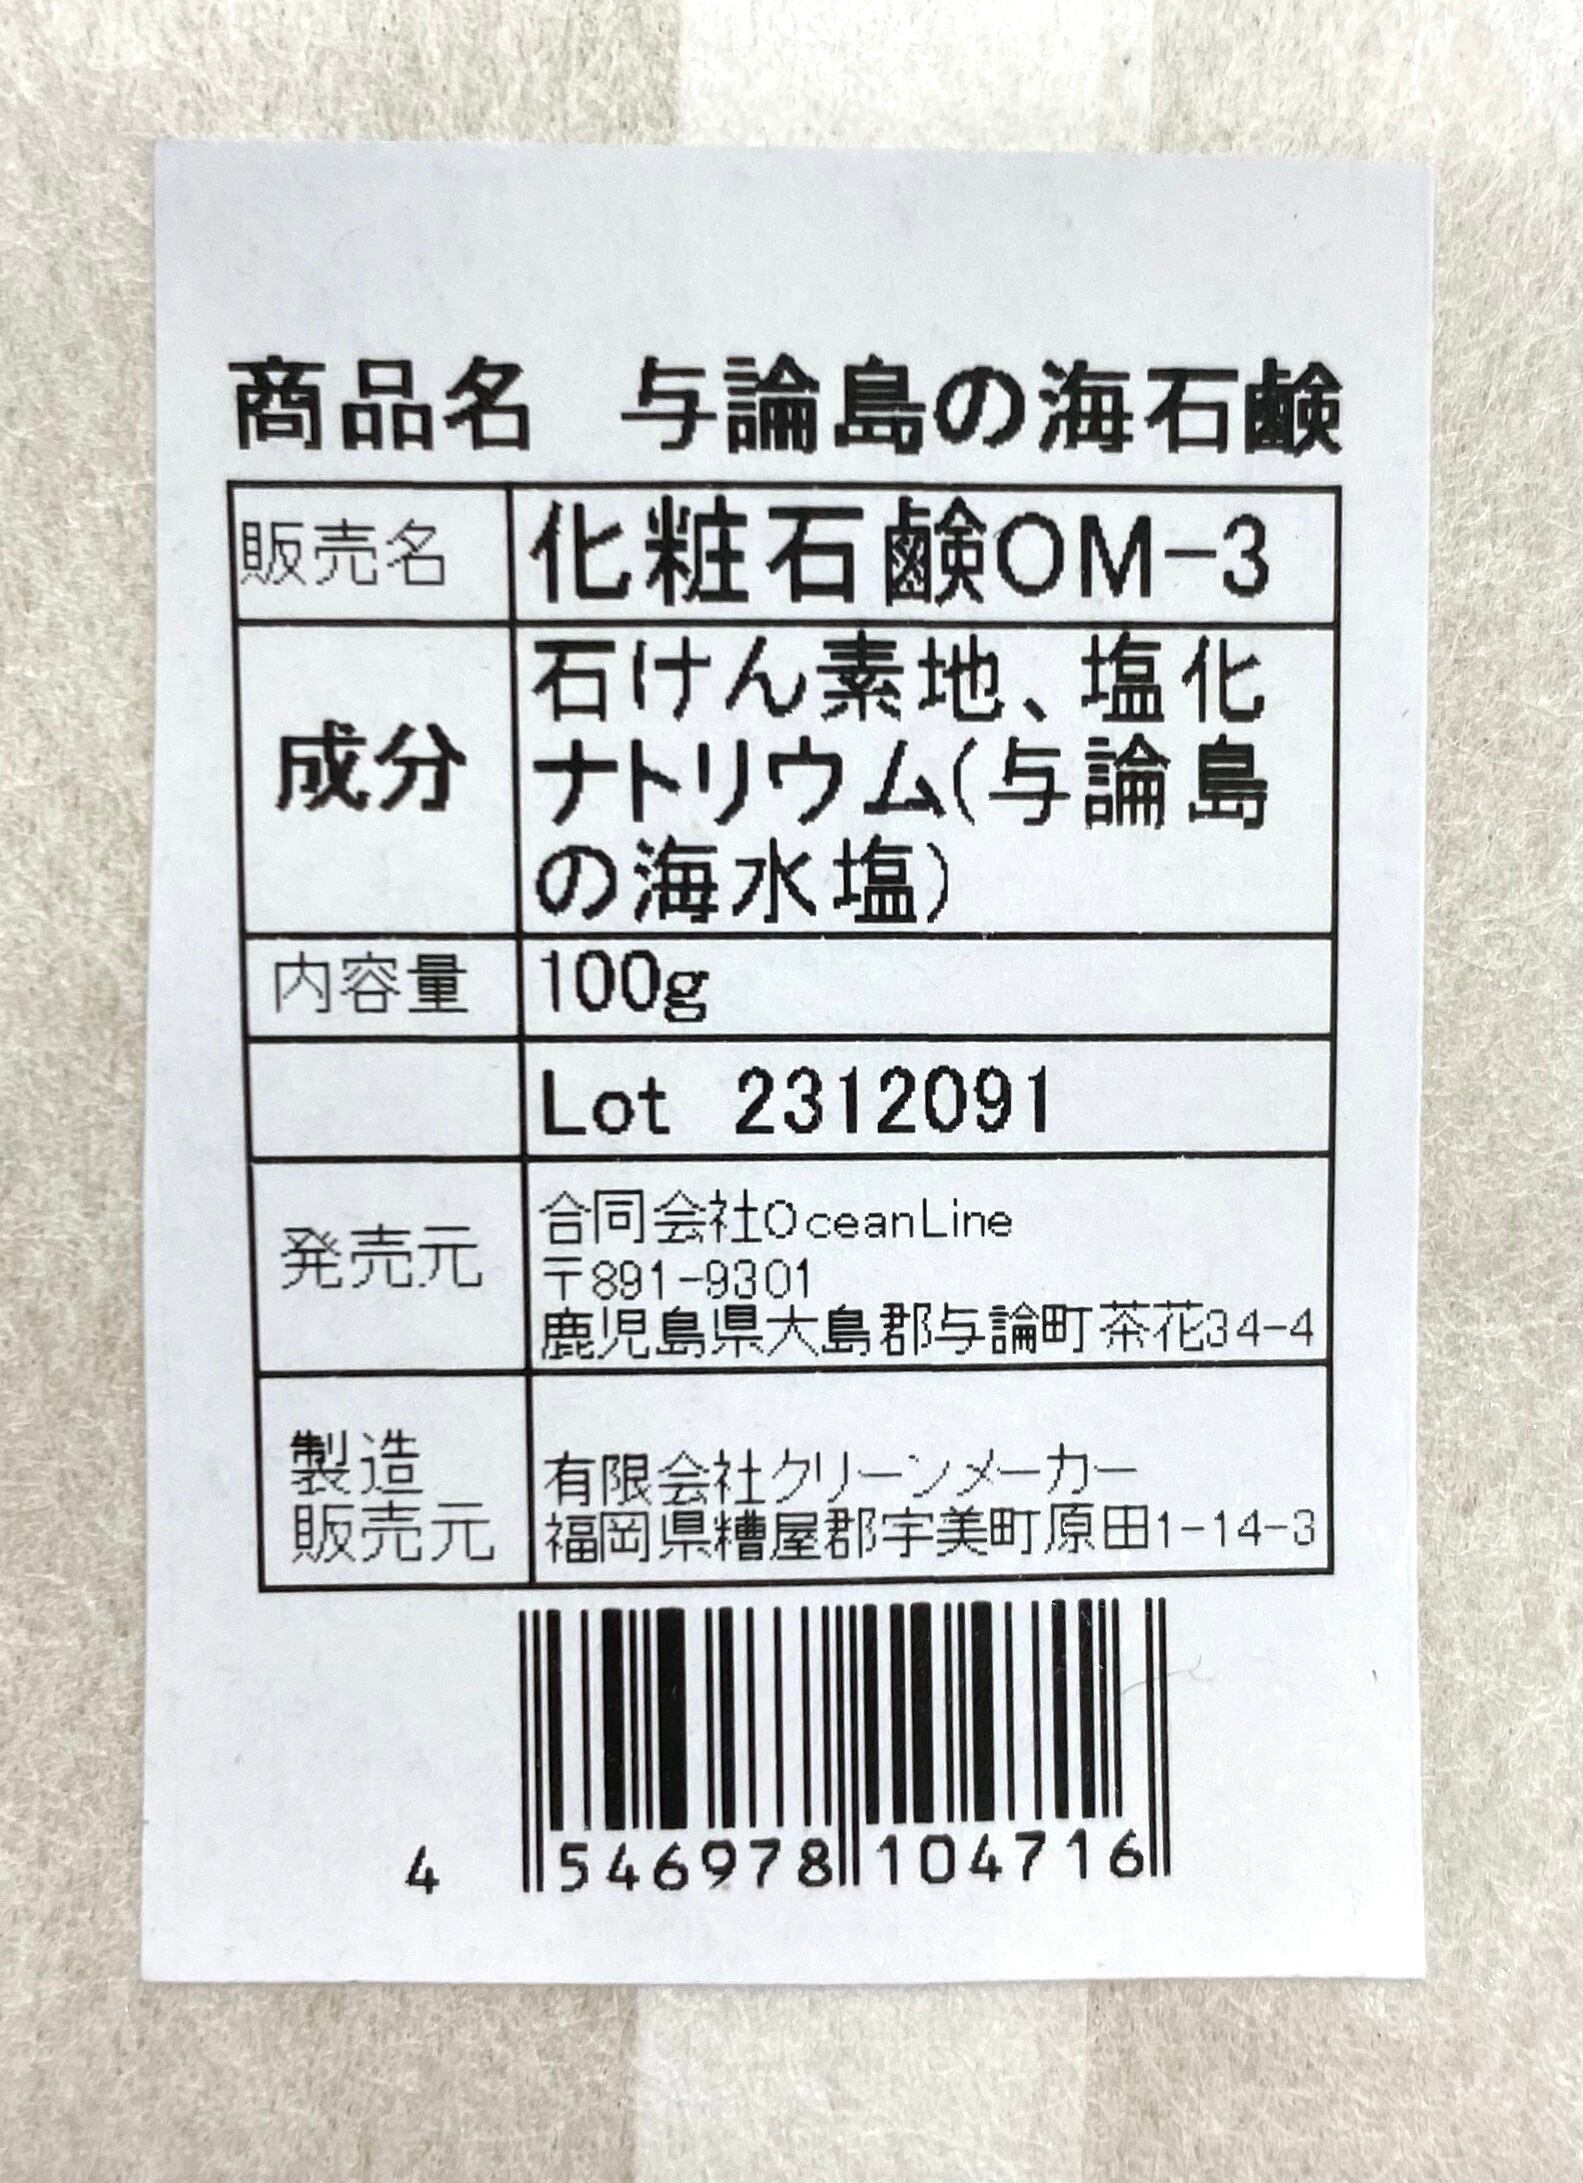 商品名　与論島の海石鹸
販売名 化粧石鹸OM-3
成分 石けん素地、塩化
ナトリウム(与論島
の海水塩)
内容量 100g
Lot 2312091
発売元 合同会社OceanLine
〒891-9301
鹿児島県大島郡与論町茶花34-4
製造
販売元 有限会社クリーンメーカー
福岡県糟屋郡宇美町原田1-14-3
4 546978 104716